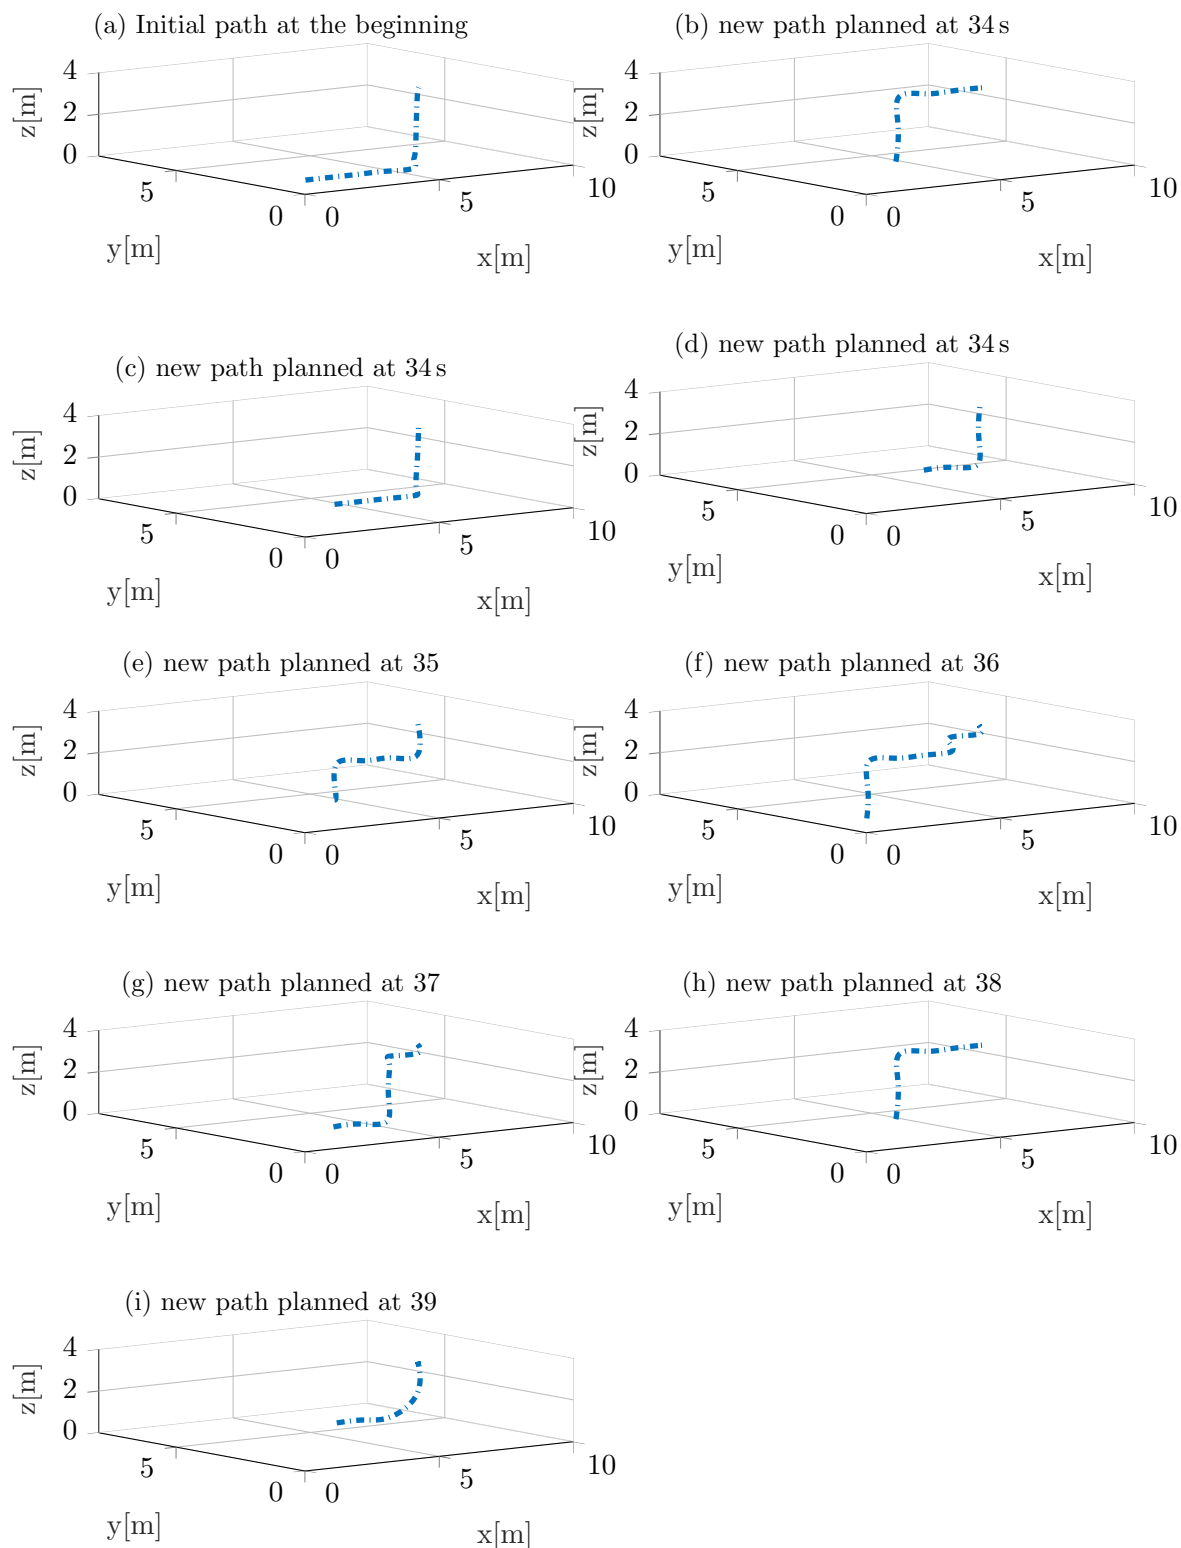 (a) Initial path at the beginning
4
2
0
z[m]
5
0
y[m]
0
5
10
x[m]
(b) new path planned at 34 s
4
2
0
z[m]
5
0
y[m]
0
5
10
x[m]
(c) new path planned at 34 s
4
2
0
z[m]
5
0
y[m]
0
5
10
x[m]
(d) new path planned at 34 s
4
2
0
z[m]
5
0
y[m]
0
5
10
x[m]
(e) new path planned at 35
4
2
0
z[m]
5
0
y[m]
0
5
10
x[m]
(f) new path planned at 36
4
2
0
z[m]
5
0
y[m]
0
5
10
x[m]
(g) new path planned at 37
4
2
0
z[m]
5
0
y[m]
0
5
10
x[m]
(h) new path planned at 38
4
2
0
z[m]
5
0
y[m]
0
5
10
x[m]
(i) new path planned at 39
4
2
0
z[m]
5
0
y[m]
0
5
10
x[m]